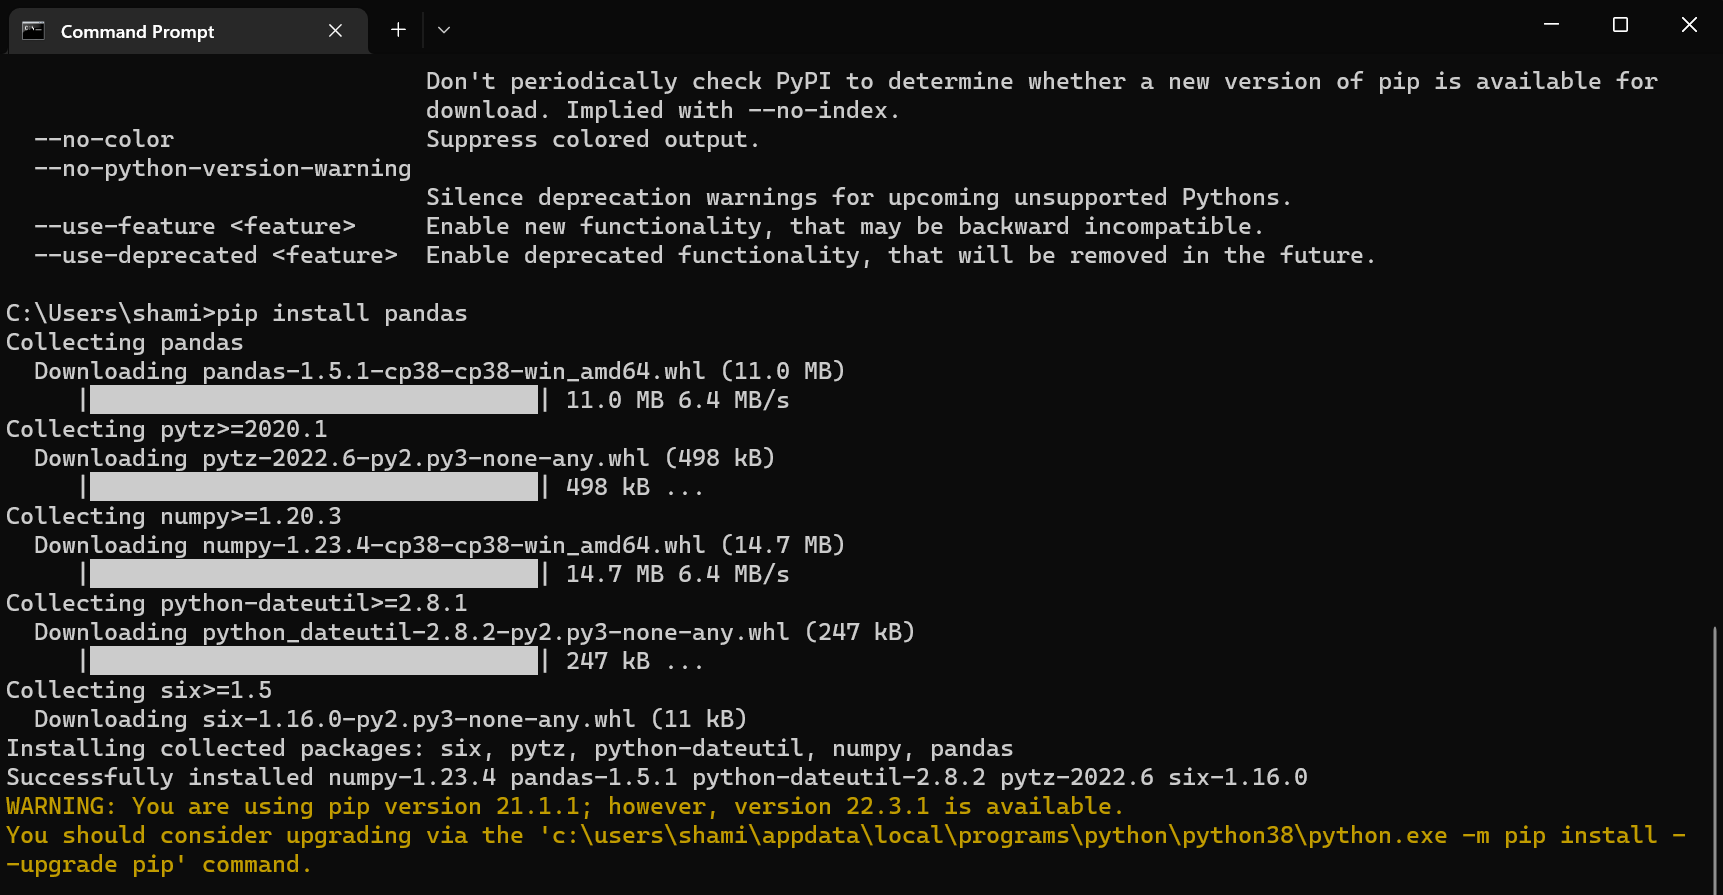 Command Prompt
Don't periodically check PyPI to determine whether a new version of pip is available for
download. Implied with --no-index.
--no-color Suppress colored output.
--no-python-version-warning
Silence deprecation warnings for upcoming unsupported Pythons.
--use-feature <feature> Enable new functionality, that may be backward incompatible.
--use-deprecated <feature> Enable deprecated functionality, that will be removed in the future.
C:\Users\shami>pip install pandas
Collecting pandas
Downloading pandas-1.5.1-cp38-cp38-win_amd64.whl (11.0 MB)
| | 11.0 MB 6.4 MB/s
Collecting pytz>=2020.1
Downloading pytz-2022.6-py2.py3-none-any.whl (498 kB)
| | 498 kB ...
Collecting numpy>=1.20.3
Downloading numpy-1.23.4-cp38-cp38-win_amd64.whl (14.7 MB)
| | 14.7 MB 6.4 MB/s
Collecting python-dateutil>=2.8.1
Downloading python_dateutil-2.8.2-py2.py3-none-any.whl (247 kB)
| | 247 kB ...
Collecting six>=1.5
Downloading six-1.16.0-py2.py3-none-any.whl (11 kB)
Installing collected packages: six, pytz, python-dateutil, numpy, pandas
Successfully installed numpy-1.23.4 pandas-1.5.1 python-dateutil-2.8.2 pytz-2022.6 six-1.16.0
WARNING: You are using pip version 21.1.1; however, version 22.3.1 is available.
You should consider upgrading via the 'c:\users\shami\appdata\local\programs\python\python38\python.exe -m pip install -
-upgrade pip' command.